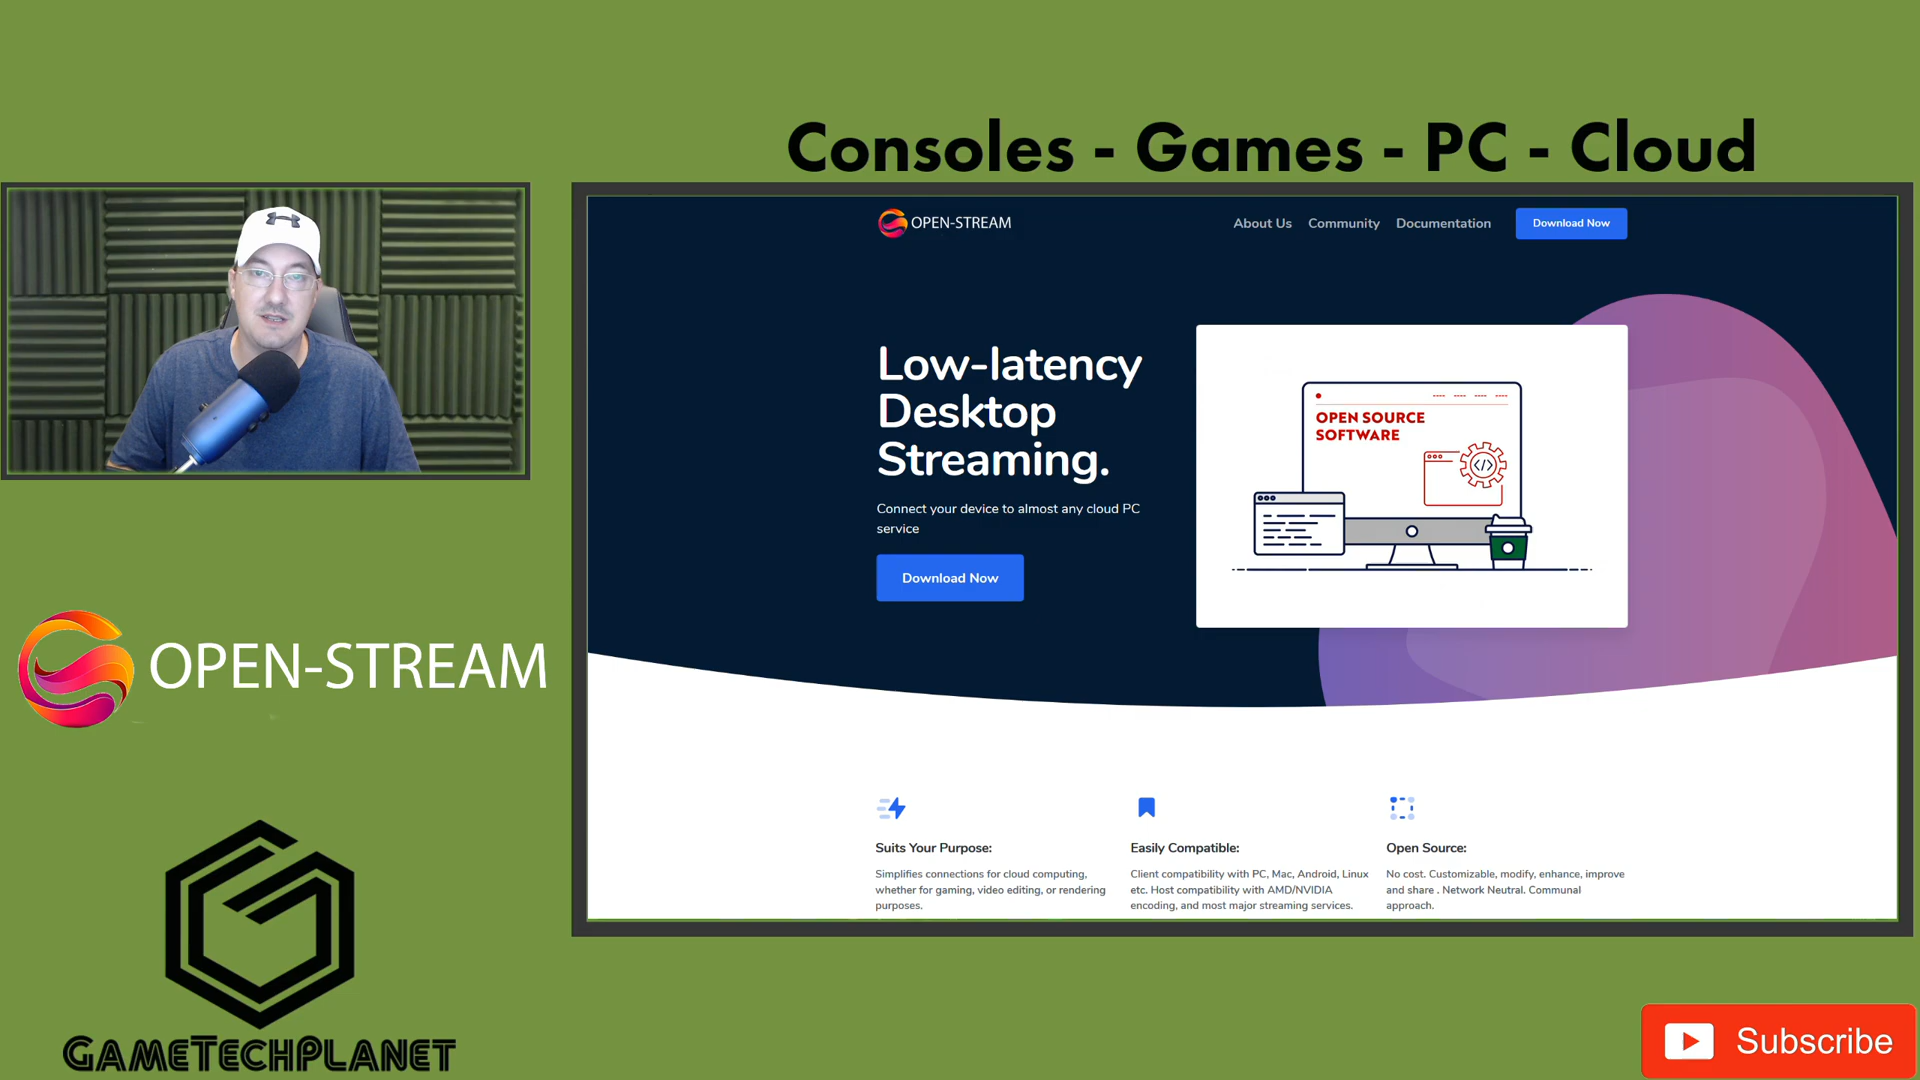 Consoles - Games - PC - Cloud
OPEN-STREAM
About Us Community Documentation Download Now
Low-latency
Desktop
Streaming.
Connect your device to almost any cloud PC
service
Download Now
OPEN SOURCE
SOFTWARE
Suits Your Purpose:
Simplifies connections for cloud computing,
whether for gaming, video editing, or rendering
purposes.
Easily Compatible:
Client compatibility with PC, Mac, Android, Linux
etc. Host compatibility with AMD/NVIDIA
encoding, and most major streaming services.
Open Source:
No cost. Customizable, modify, enhance, improve
and share . Network Neutral. Communal
approach.
OPEN-STREAM
GAMETECHPLANET
Subscribe